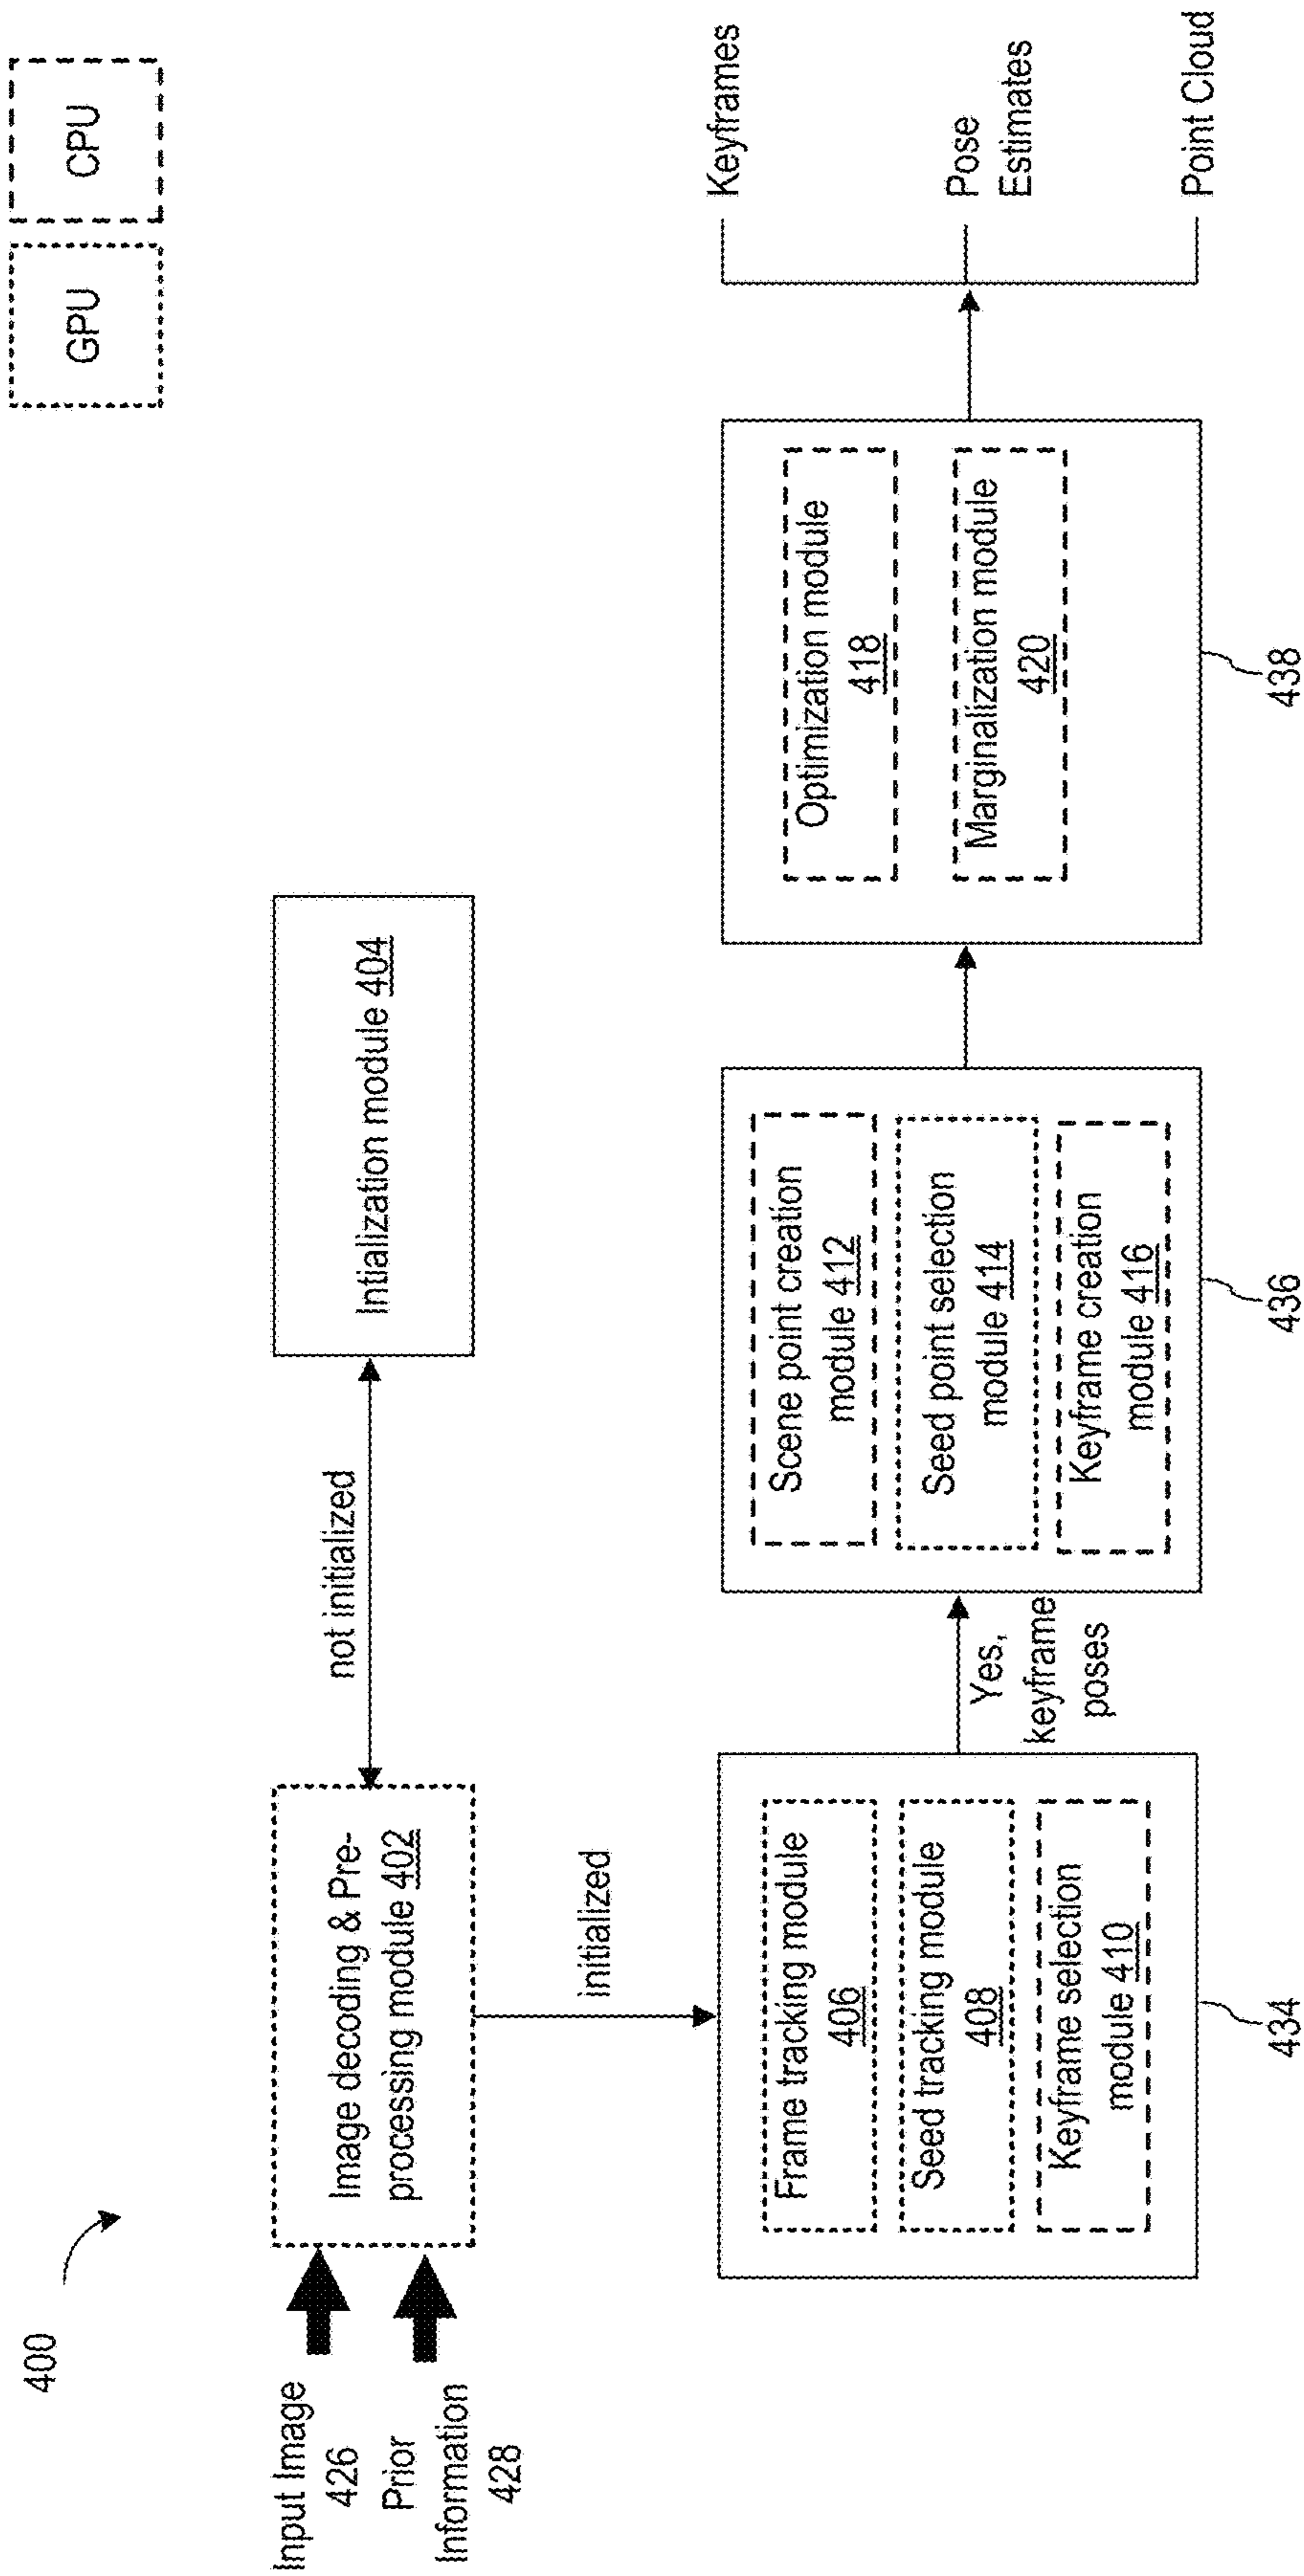 400
GPU
CPU
Input Image
426
Prior
Information
428
Image decoding & Pre-
processing module 402
not initialized
Intialization module 404
initialized
Frame tracking module
406
Seed tracking module
408
Keyframe selection
module 410
434
Yes,
keyframe
poses
Scene point creation
module 412
Seed point selection
module 414
Keyframe creation
module 416
436
Optimization module
418
Marginalization module
420
438
Keyframes
Pose
Estimates
Point Cloud